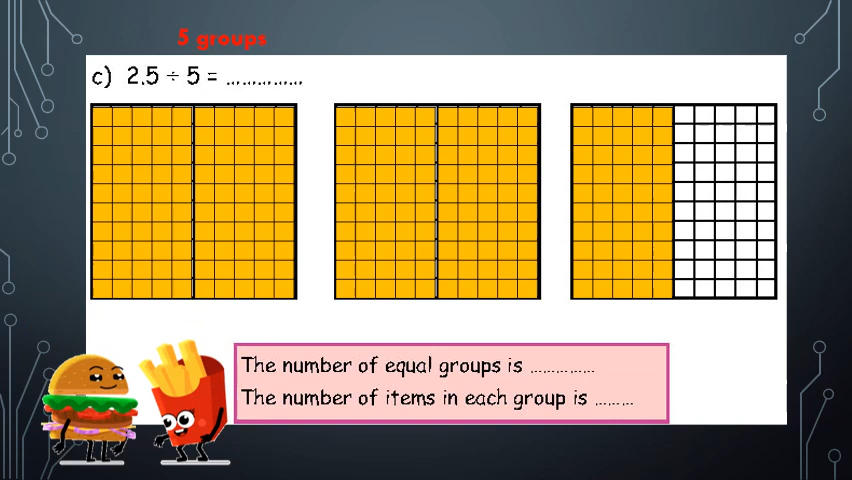 5 groups
c) 2.5 ÷ 5 = ..............
The number of equal groups is ...............
The number of items in each group is .........